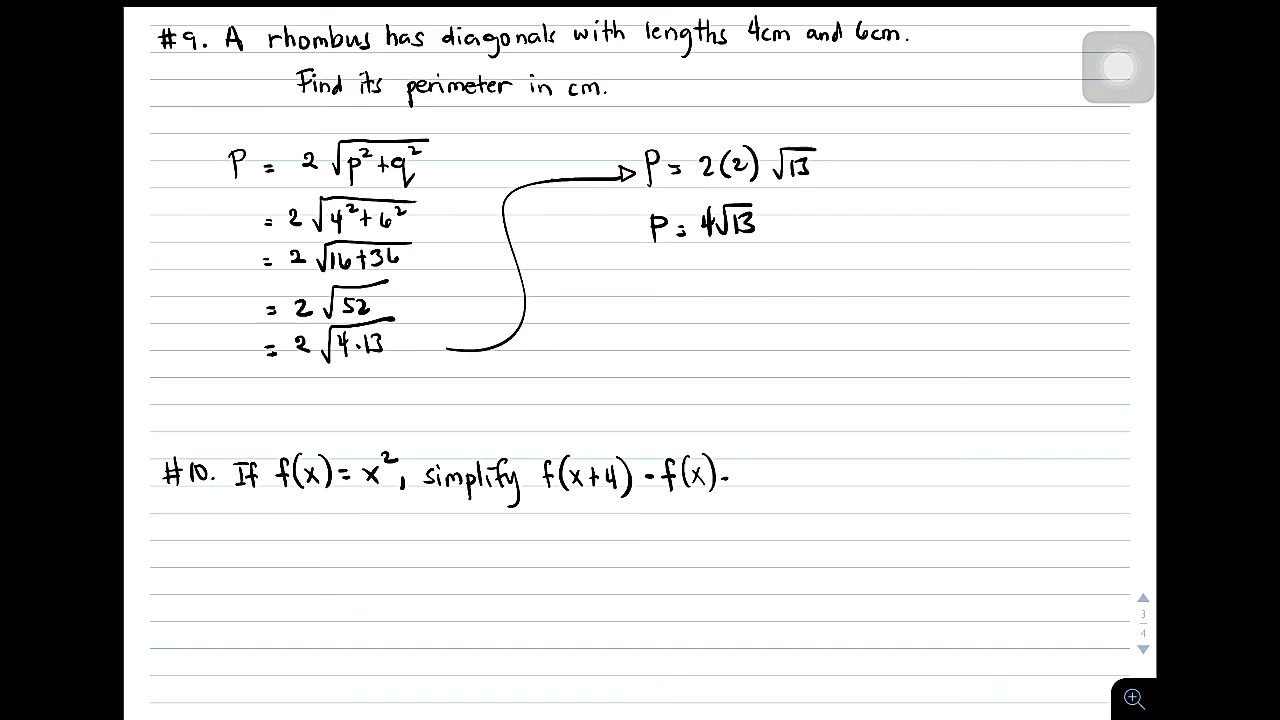 #9. A rhombus has diagonals with lengths 4cm and 6cm.
Find its perimeter in cm.
P = 2√(p²+q²)
= 2√(4²+6²)
= 2√(16+36)
= 2√52
= 2√(4·13)
P = 2(2)√13
P = 4√13
#10. If f(x) = x², simplify f(x+4) - f(x).
3
4